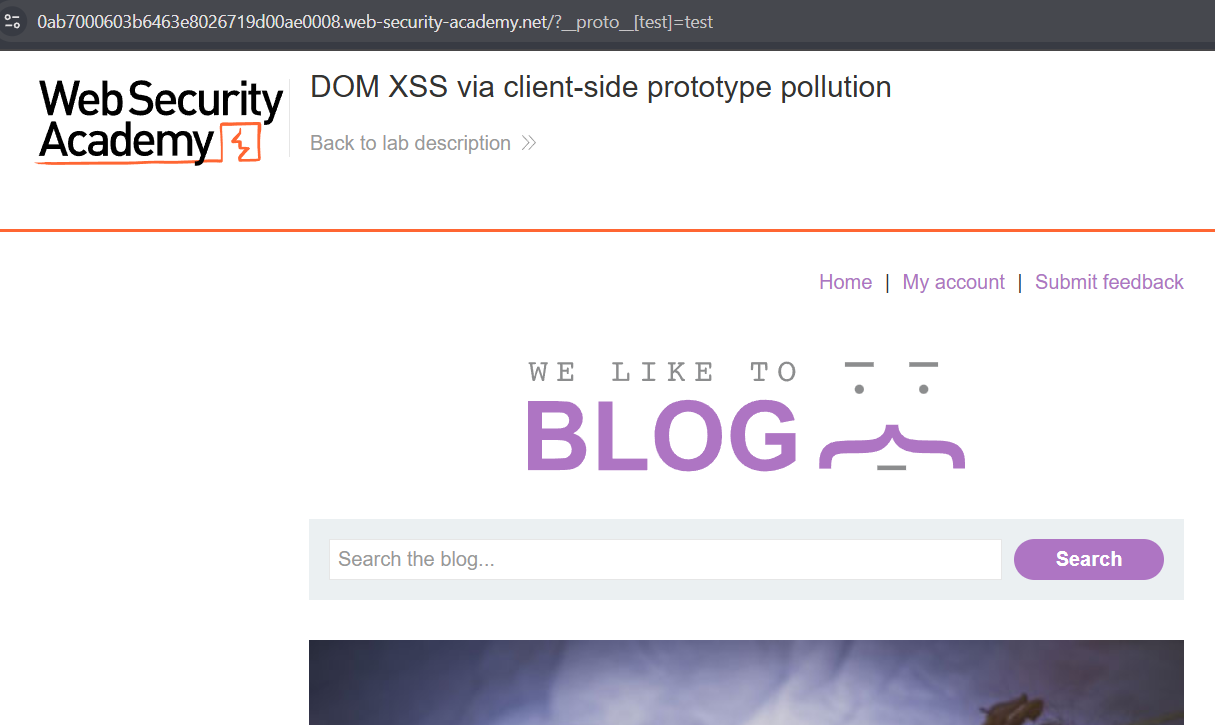 0ab7000603b6463e8026719d00ae0008.web-security-academy.net/?__proto__[test]=test
Web Security
Academy
DOM XSS via client-side prototype pollution
Back to lab description
Home | My account | Submit feedback
WE LIKE TO
BLOG
Search the blog...
Search